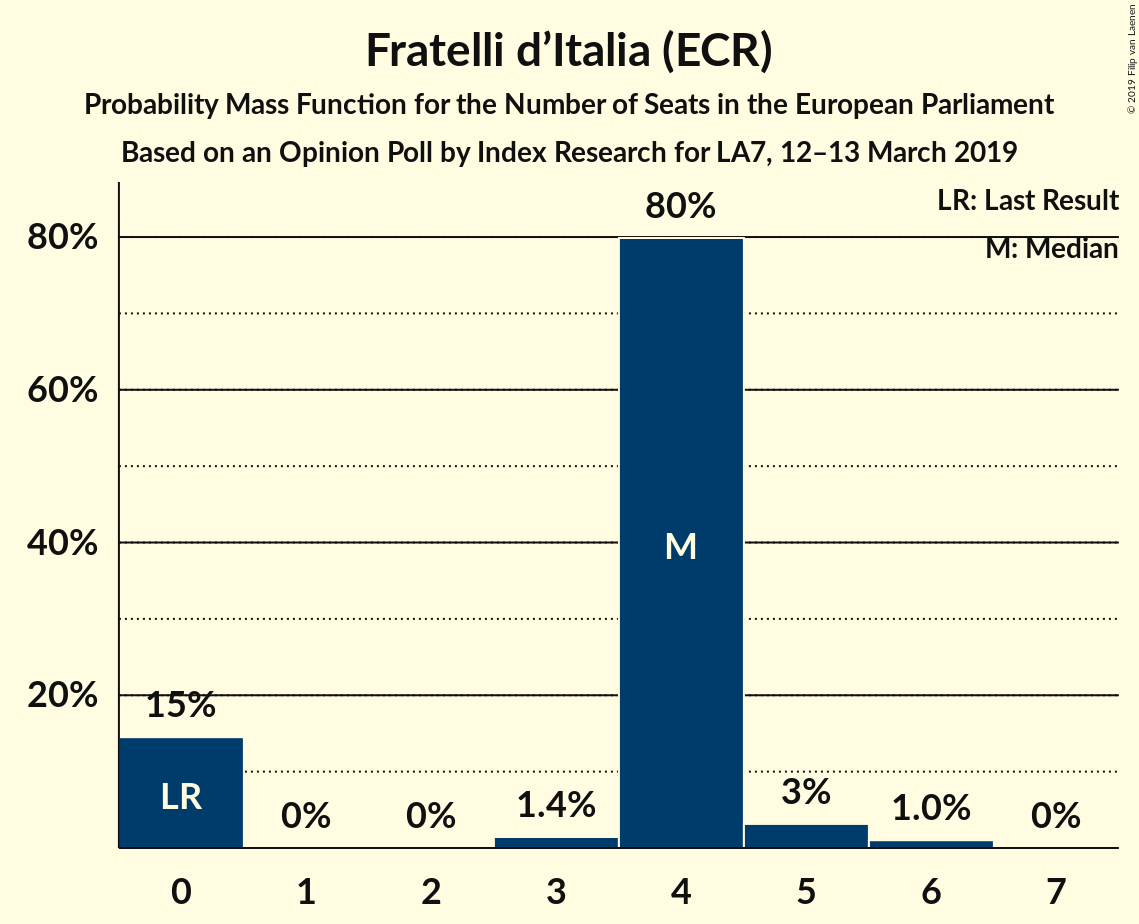 Fratelli d’Italia (ECR)
Probability Mass Function for the Number of Seats in the European Parliament
Based on an Opinion Poll by Index Research for LA7, 12–13 March 2019
© 2019 Filip van Laenen
LR: Last Result
M: Median
80%
60%
40%
20%
15%
0%
0%
1.4%
80%
3%
1.0%
0%
LR
M
0 1 2 3 4 5 6 7